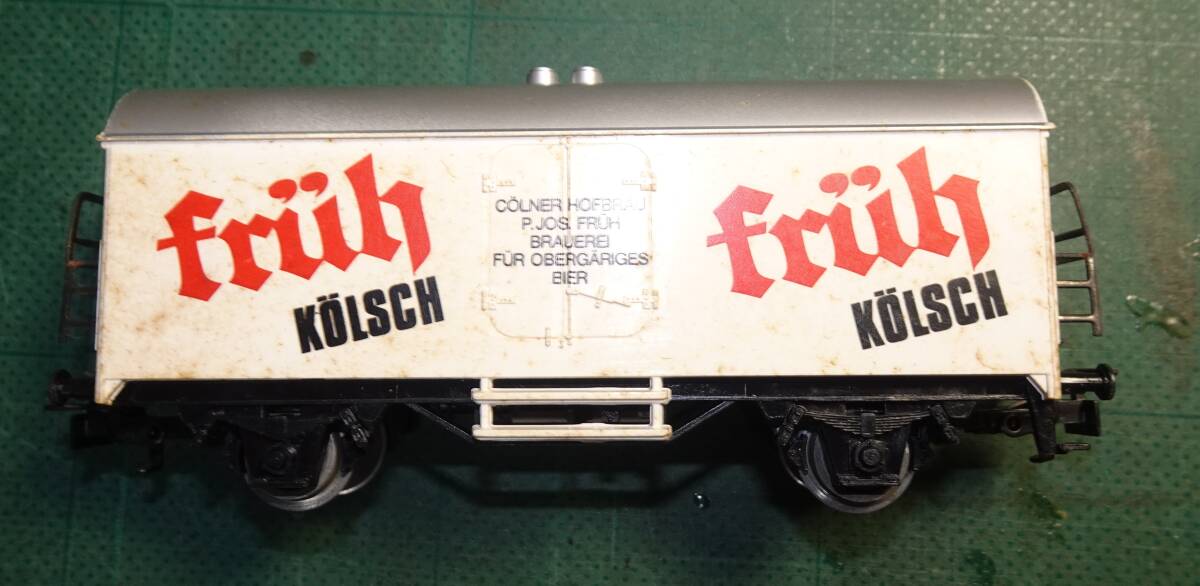 früh
KÖLSCH
CÖLNER HOFBRÄU
P. JOS. FRÜH
BRAUEREI
FÜR OBERGÄRIGES
BIER
früh
KÖLSCH